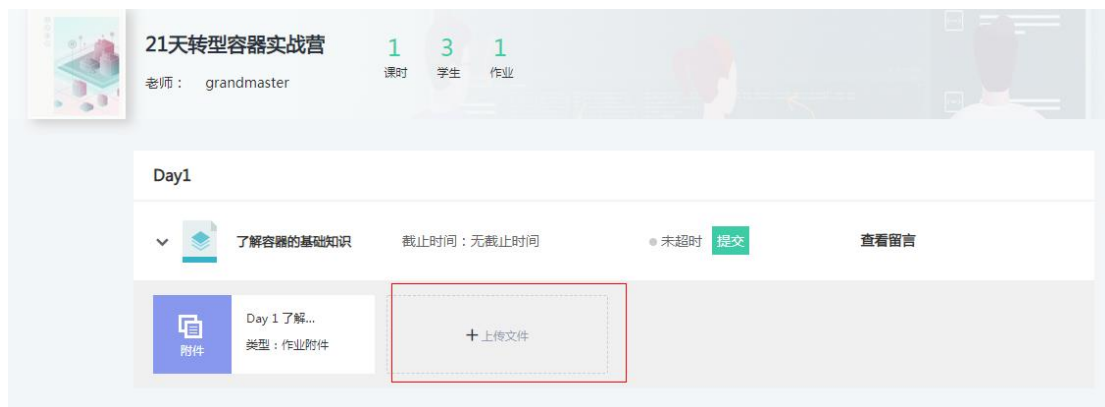 21天转型容器实战营
老师： grandmaster
1 3 1
课时 学生 作业
Day1
了解容器的基础知识 截止时间：无截止时间 未超时 提交 查看留言
附件
Day 1 了解...
类型：作业附件
+ 上传文件